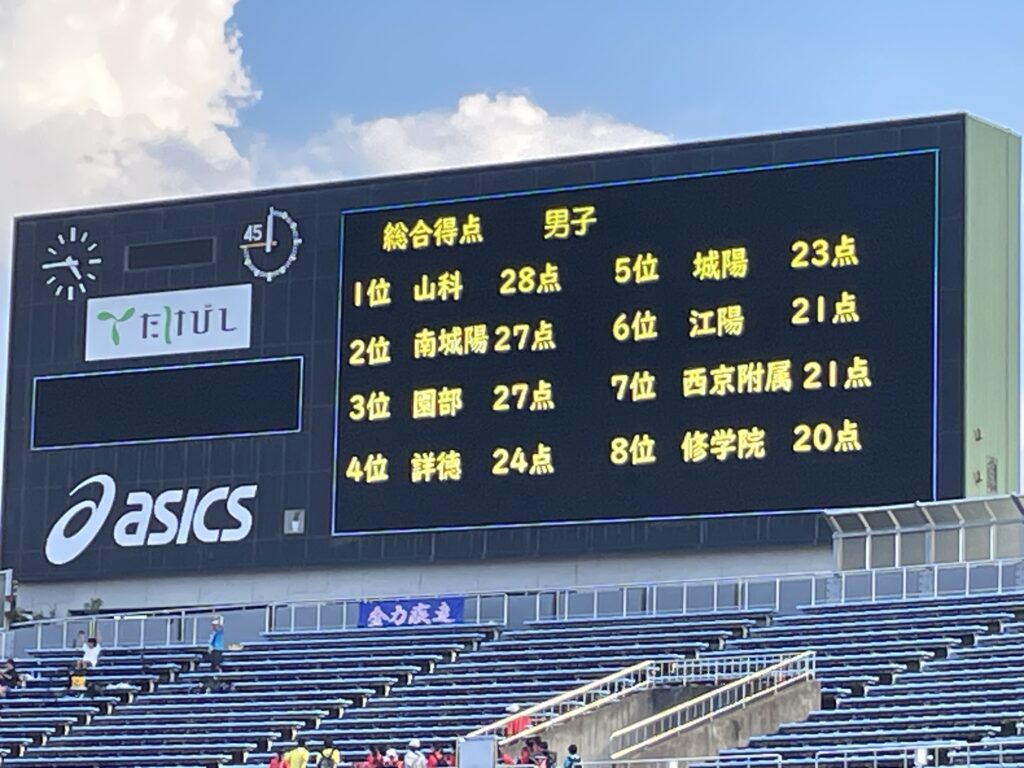 45
たけびし
asics
総合得点 男子
1位 山科 28点
2位 南城陽 27点
3位 園部 27点
4位 詳徳 24点
5位 城陽 23点
6位 江陽 21点
7位 西京附属 21点
8位 修学院 20点
全力疾走